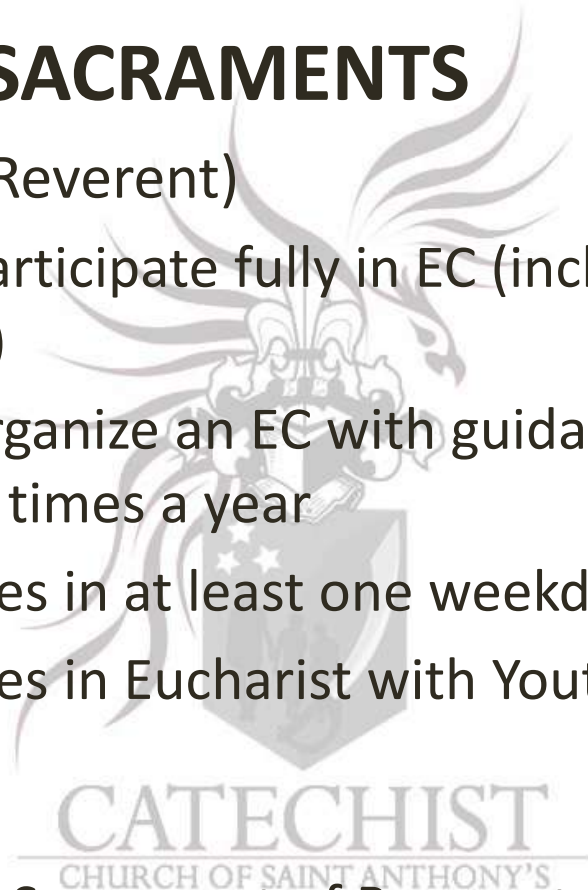 SACRAMENTS
Reverent)
articipate fully in EC (incl
)
rganize an EC with guida
times a year
es in at least one weekd
es in Eucharist with Yout
CATECHIST
CHURCH OF SAINT ANTHONY'S